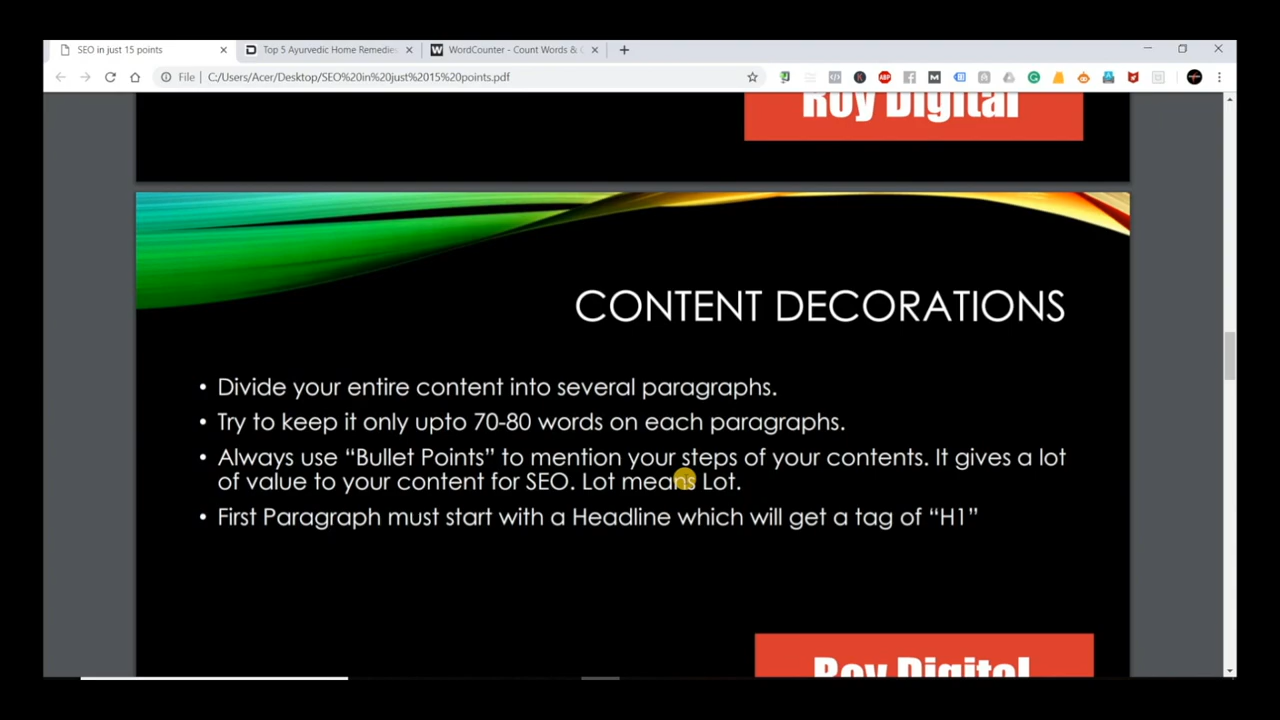 SEO in just 15 points
Top 5 Ayurvedic Home Remedies
WordCounter - Count Words &
File | C:/Users/Acer/Desktop/SEO%20in%20just%2015%20points.pdf
Roy Digital
CONTENT DECORATIONS
• Divide your entire content into several paragraphs.
• Try to keep it only upto 70-80 words on each paragraphs.
• Always use “Bullet Points” to mention your steps of your contents. It gives a lot
of value to your content for SEO. Lot means Lot.
• First Paragraph must start with a Headline which will get a tag of “H1”
Roy Digital